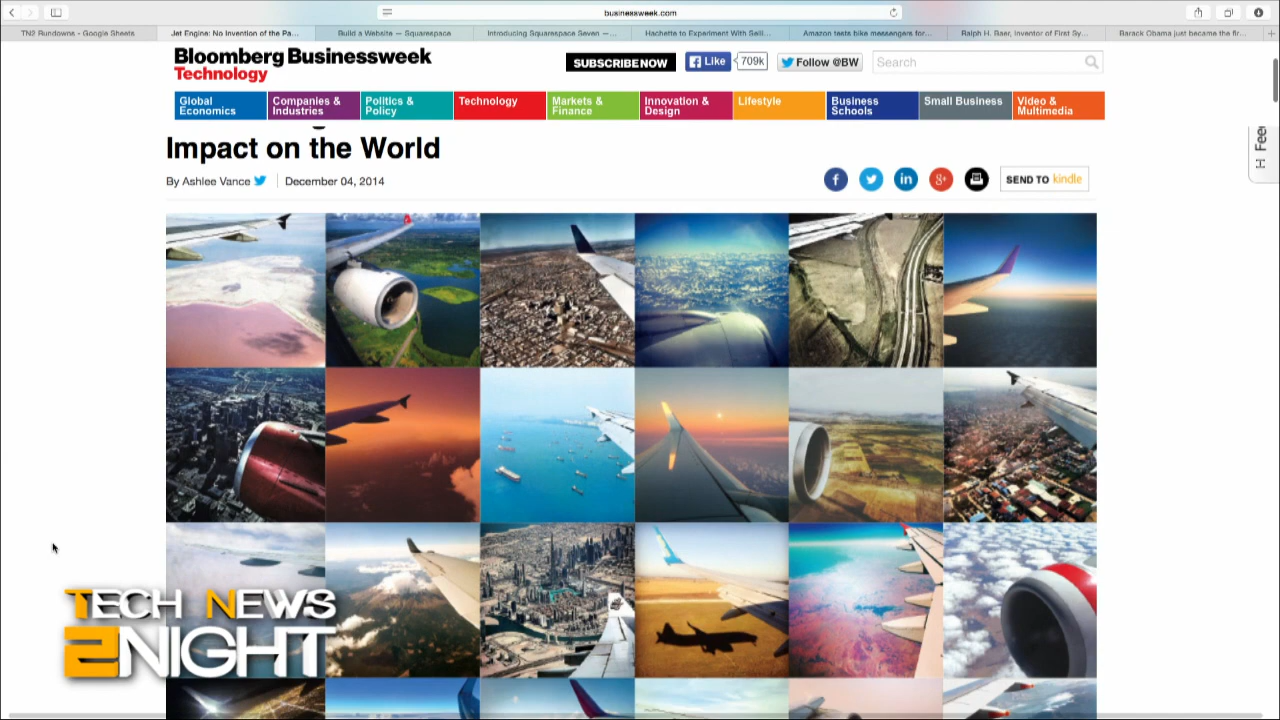 businessweek.com
TN2 Rundowns - Google Sheets
Jet Engine: No Invention of the Pa...
Build a Website — Squarespace
Introducing Squarespace Seven —...
Hachette to Experiment With Selli...
Amazon tests bike messengers for...
Ralph H. Baer, Inventor of First Sy...
Barack Obama just became the fir...
Bloomberg Businessweek
Technology
SUBSCRIBE NOW
Like
709k
Follow @BW
Search
Global
Economics
Companies &
Industries
Politics &
Policy
Technology
Markets &
Finance
Innovation &
Design
Lifestyle
Business
Schools
Small Business
Video &
Multimedia
Impact on the World
By Ashlee Vance
December 04, 2014
SEND TO kindle
TECH NEWS
2NIGHT